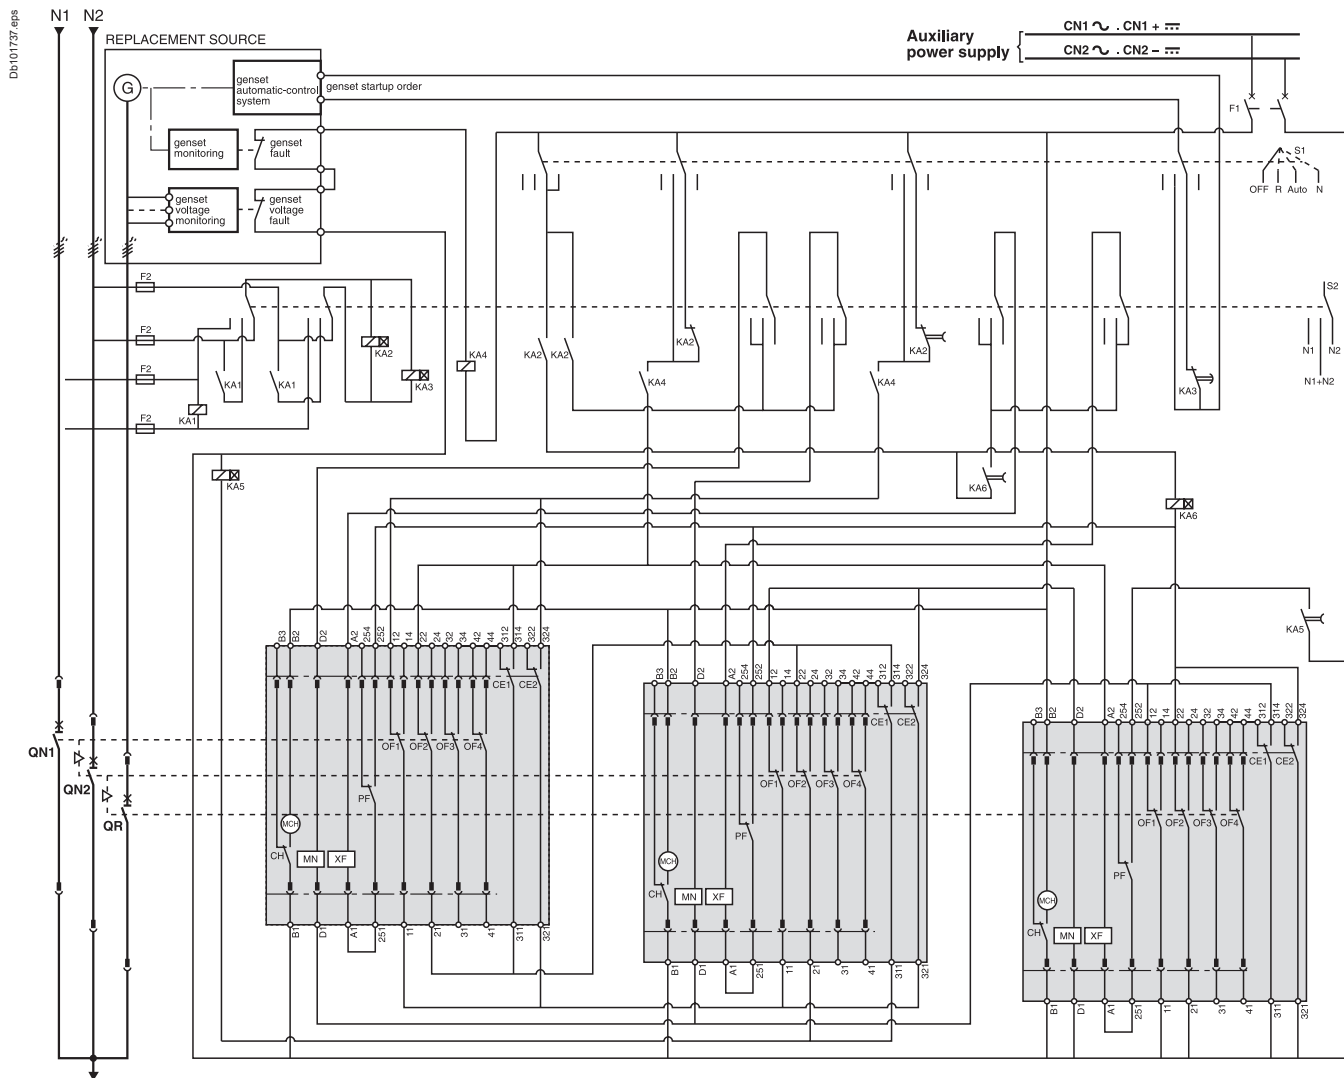 Db101737.eps
N1 N2
REPLACEMENT SOURCE
G
genset
automatic-control
system
genset startup order
genset
monitoring
genset
fault
genset
voltage
monitoring
genset
voltage
fault
Auxiliary
power supply
CN1 . CN1 +
CN2 . CN2 –
F1
S1
OFF R Auto N
S2
N1 N2
N1+N2
F2
F2
F2
F2
KA1
KA1
KA1
KA2
KA3
KA4
KA2
KA2
KA2
KA4
KA2
KA4
KA3
KA5
KA6
KA6
KA5
B3 B2 D2 A2 254 252 12 14 22 24 32 34 42 44 312 314 322 324
CE1 CE2
OF1 OF2 OF3 OF4
PF
MCH
CH
MN XF
B1 D1 A1 251 11 21 31 41 311 321
B3 B2 D2 A2 254 252 12 14 22 24 32 34 42 44 312 314 322 324
CE1 CE2
OF1 OF2 OF3 OF4
PF
MCH
CH
MN XF
B1 D1 A1 251 11 21 31 41 311 321
B3 B2 D2 A2 254 252 12 14 22 24 32 34 42 44 312 314 322 324
CE1 CE2
OF1 OF2 OF3 OF4
PF
MCH
CH
MN XF
B1 D1 A1 251 11 21 31 41 311 321
QN1
QN2
QR